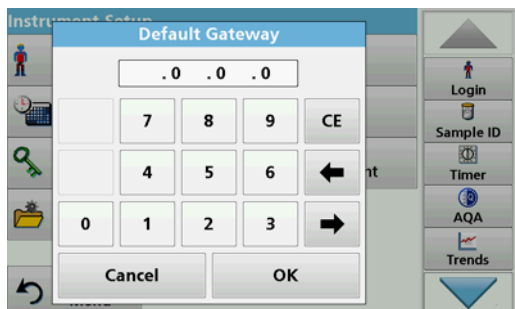 Instrument Setup
Default Gateway
.0 .0 .0
7 8 9 CE
4 5 6
0 1 2 3
Cancel OK
Menu
Login
Sample ID
Timer
AQA
Trends